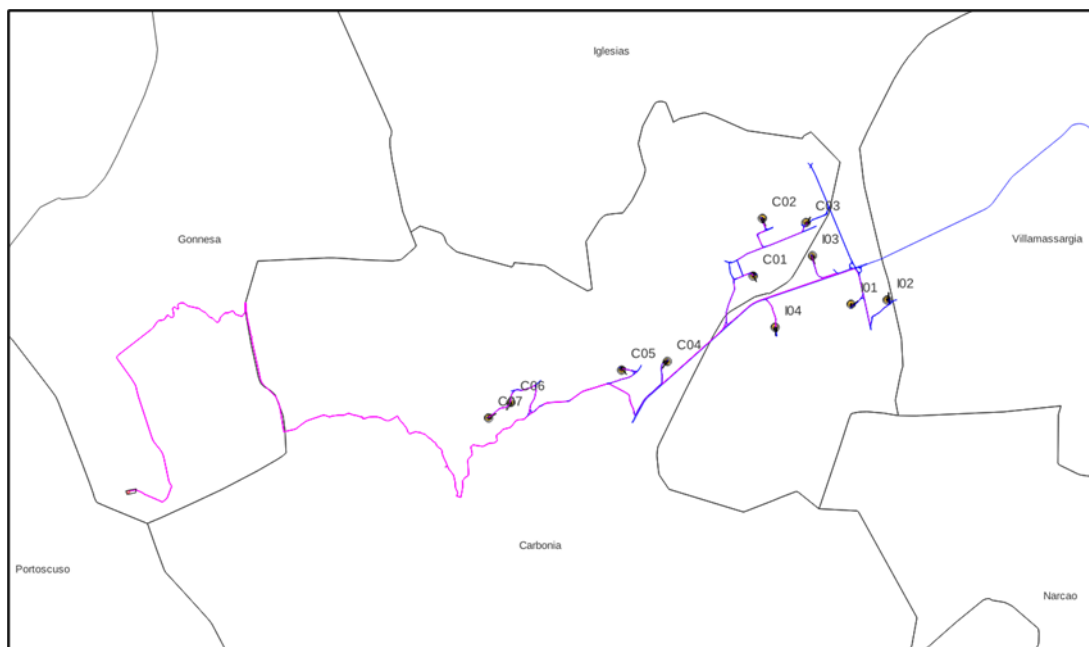 Iglesias
C02
C03
Gonnesa
I03
Villamassargia
C01
I01
I02
I04
C05
C04
C06
C07
Carbonia
Portoscuso
Narcao